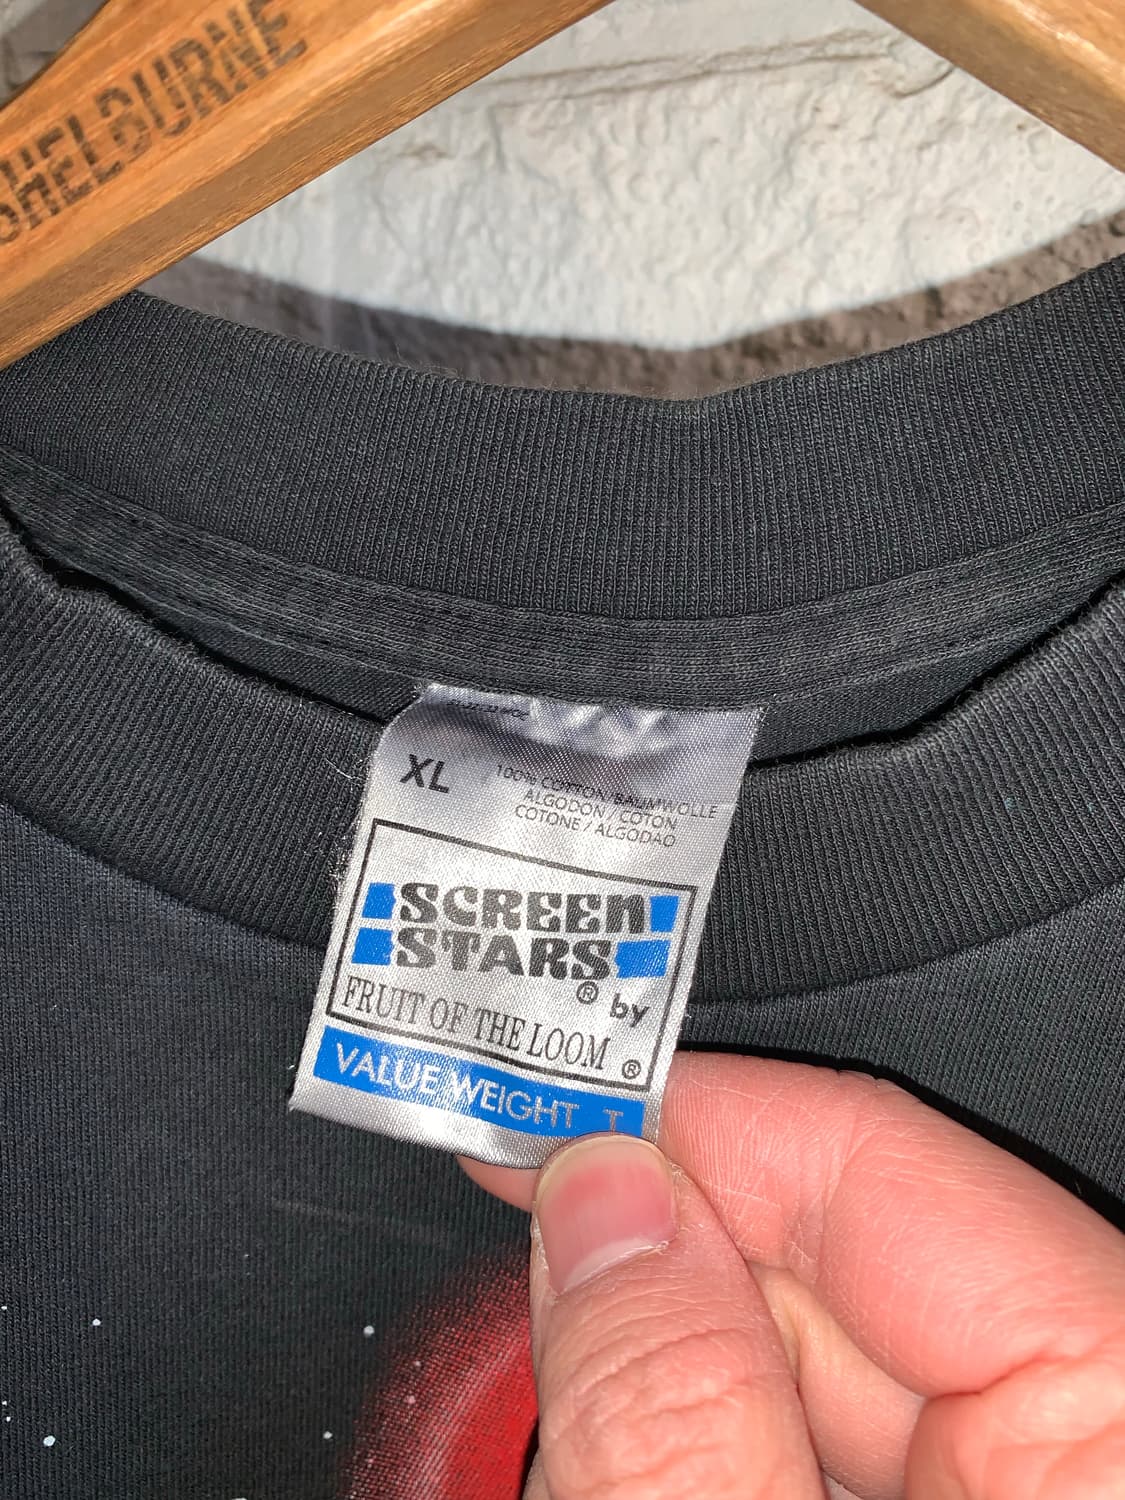 SHELBURNE
XL
100% COTTON/BAUMWOLLE
ALGODON/COTON
COTONE/ALGODAO
SCREEN
STARS
® by
FRUIT OF THE LOOM ®
VALUE WEIGHT T